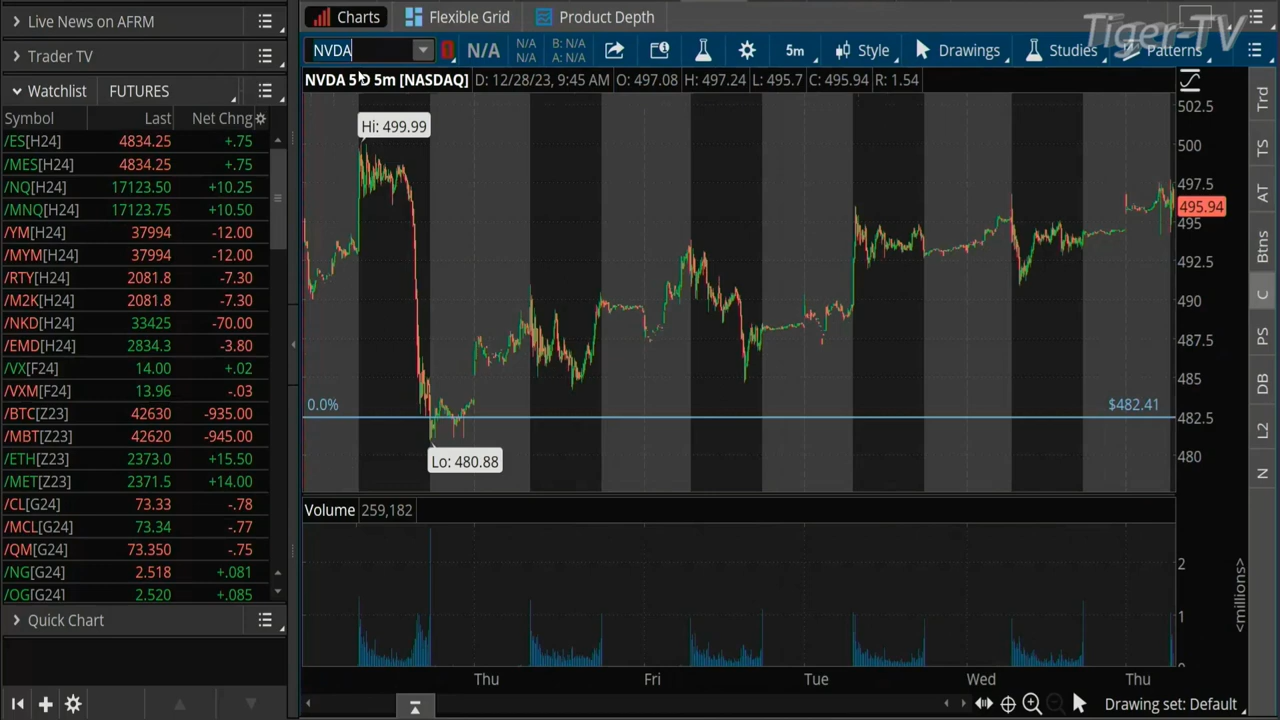 Live News on AFRM
Trader TV
Watchlist FUTURES
Symbol Last Net Chng
/ES[H24] 4834.25 +.75
/MES[H24] 4834.25 +.75
/NQ[H24] 17123.50 +10.25
/MNQ[H24] 17123.75 +10.50
/YM[H24] 37994 -12.00
/MYM[H24] 37994 -12.00
/RTY[H24] 2081.8 -7.30
/M2K[H24] 2081.8 -7.30
/NKD[H24] 33425 -70.00
/EMD[H24] 2834.3 -3.80
/VX[F24] 14.00 +.02
/VXM[F24] 13.96 -.03
/BTC[Z23] 42630 -935.00
/MBT[Z23] 42620 -945.00
/ETH[Z23] 2373.0 +15.50
/MET[Z23] 2371.5 +14.00
/CL[G24] 73.33 -.78
/MCL[G24] 73.34 -.77
/QM[G24] 73.350 -.75
/NG[G24] 2.518 +.081
/QG[G24] 2.520 +.085
Quick Chart
Charts Flexible Grid Product Depth
Tiger-TV
NVDA N/A N/A B: N/A 5m Style Drawings Studies Patterns
N/A A: N/A
NVDA 5D 5m [NASDAQ] D: 12/28/23, 9:45 AM O: 497.08 H: 497.24 L: 495.7 C: 495.94 R: 1.54
Hi: 499.99
502.5
500
497.5
495.94
495
492.5
490
487.5
485
0.0% $482.41
482.5
Lo: 480.88
480
Volume 259,182
2
1
0
<millions>
Thu Fri Tue Wed Thu
Drawing set: Default
Trd
TS
AT
Btns
C
PS
DB
L2
N